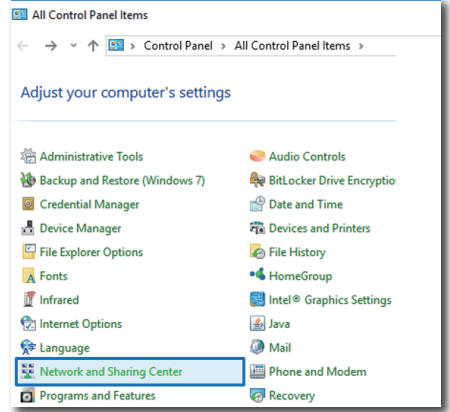 All Control Panel Items
Control Panel > All Control Panel Items >
Adjust your computer's settings
Administrative Tools
Audio Controls
Backup and Restore (Windows 7)
BitLocker Drive Encryptio
Credential Manager
Date and Time
Device Manager
Devices and Printers
File Explorer Options
File History
Fonts
HomeGroup
Infrared
Intel® Graphics Settings
Internet Options
Java
Language
Mail
Network and Sharing Center
Phone and Modem
Programs and Features
Recovery